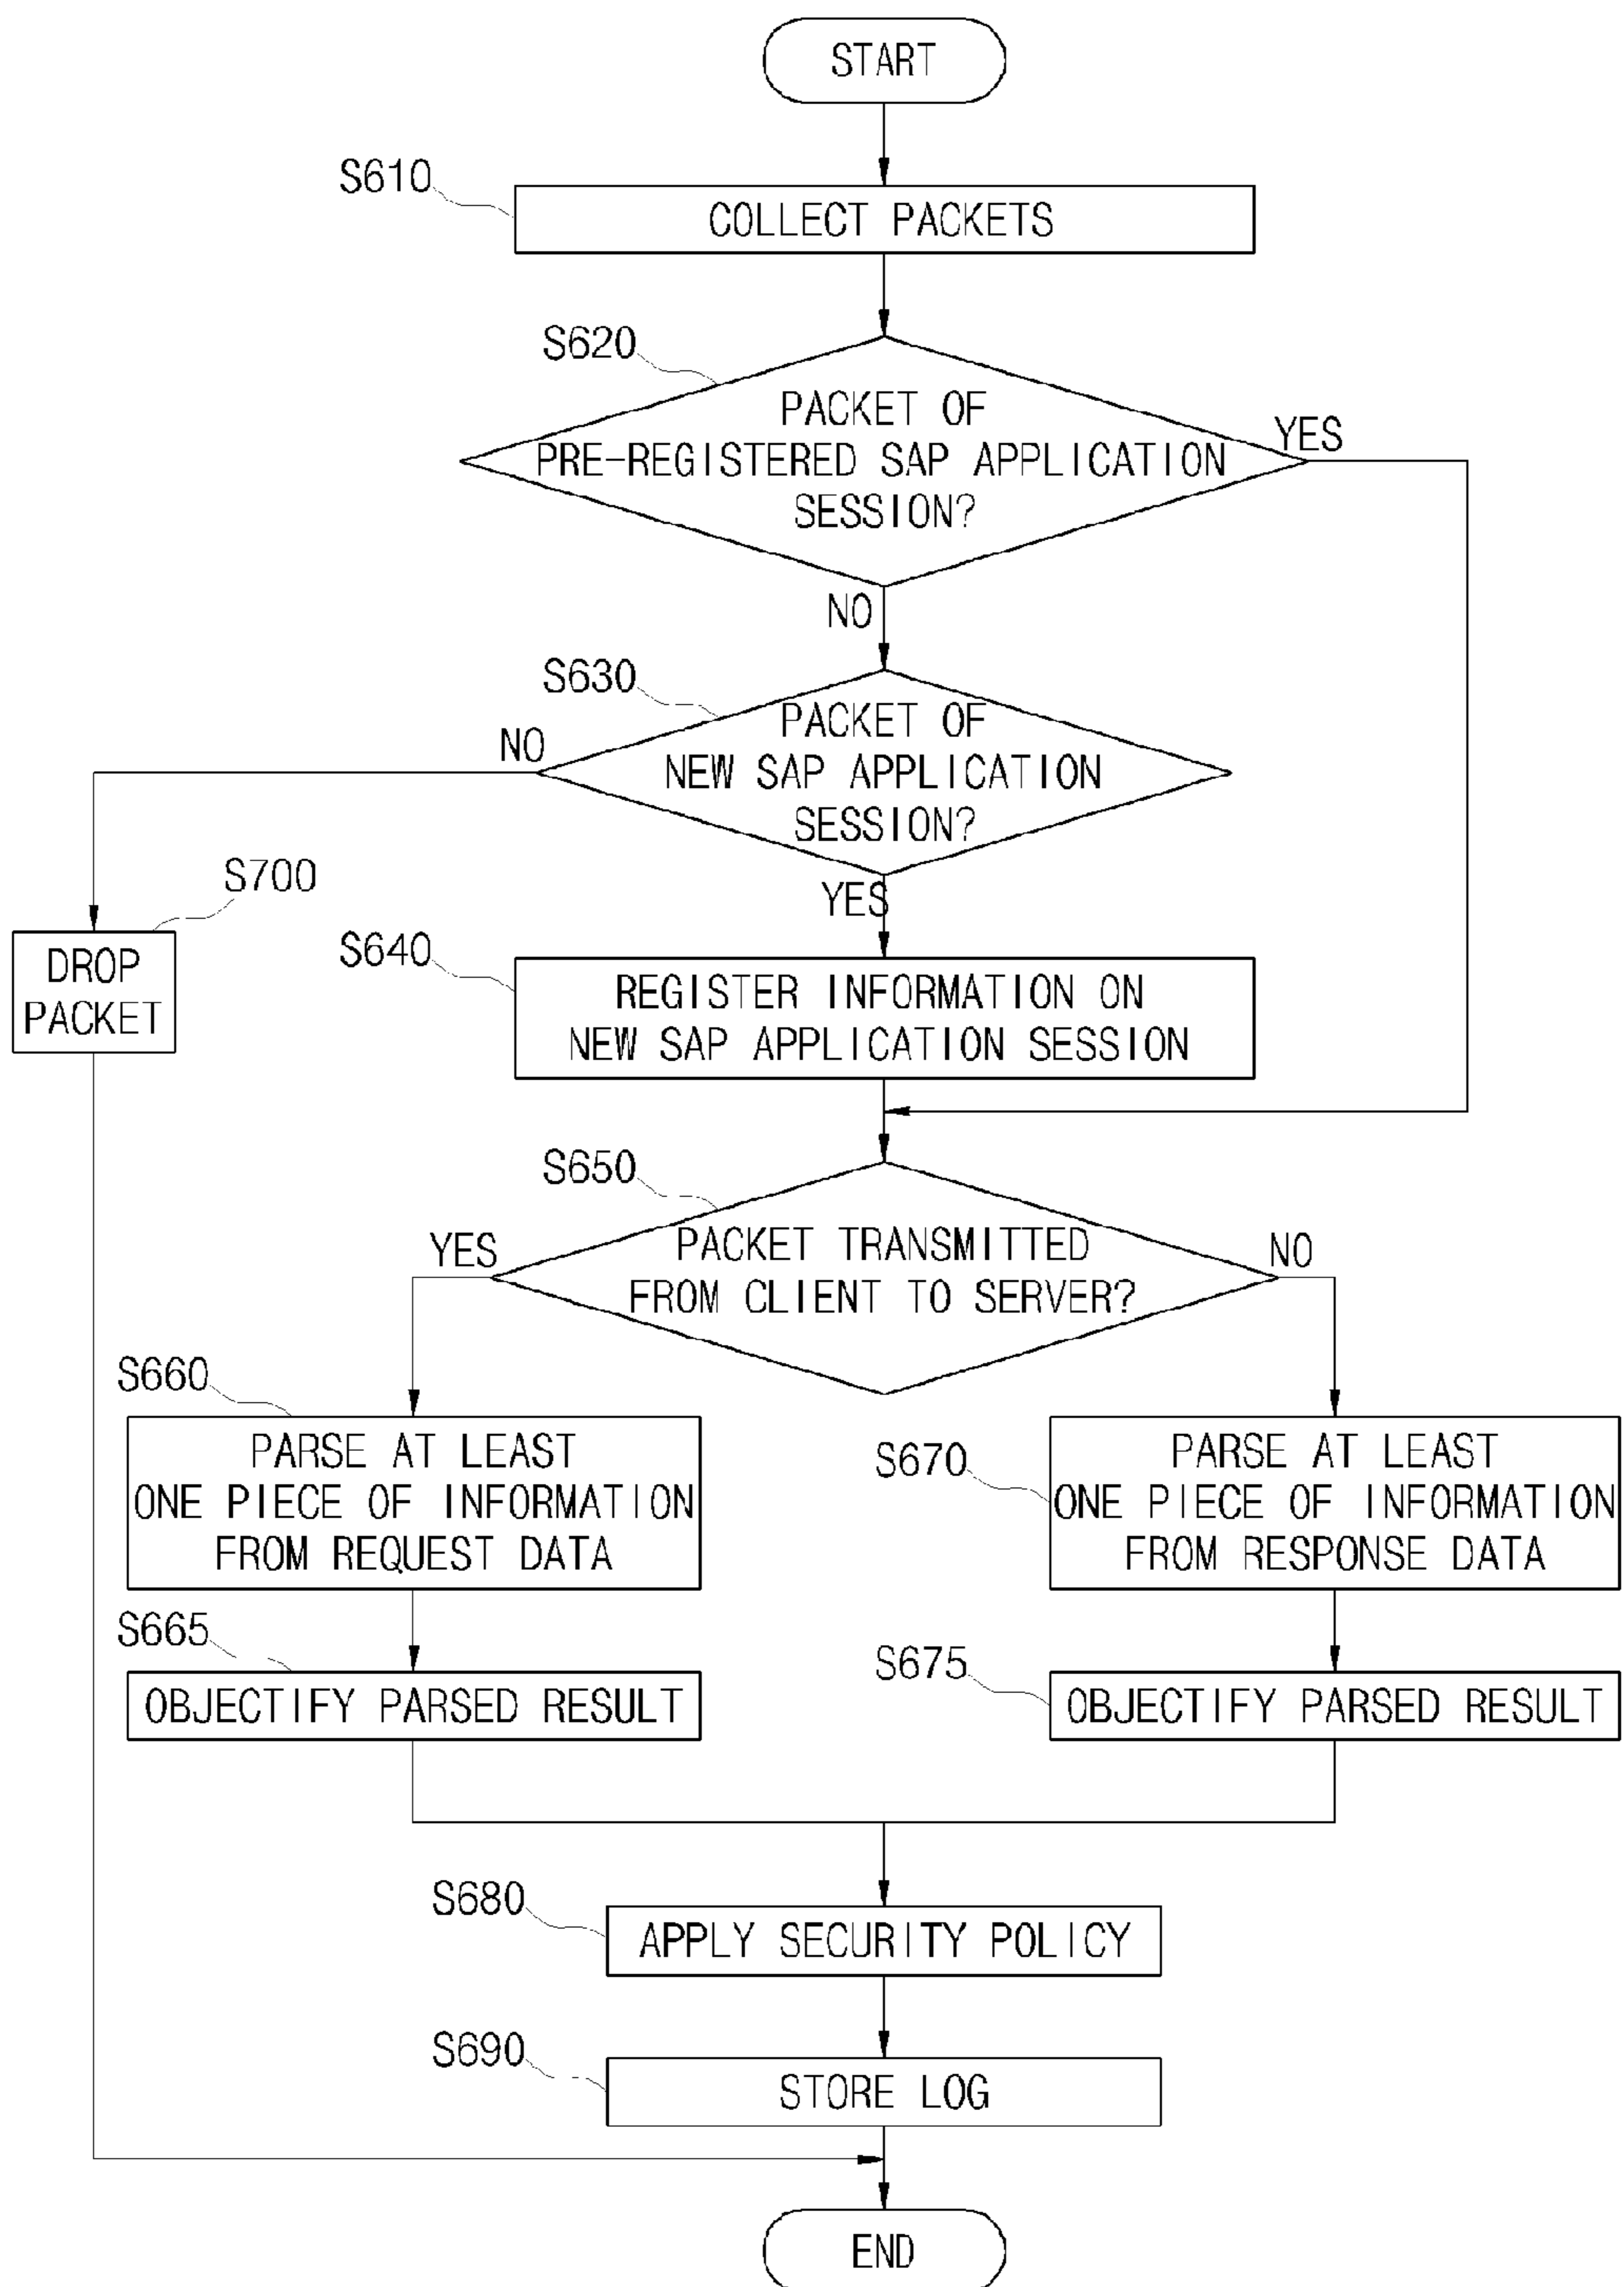 START
S610
COLLECT PACKETS
S620
PACKET OF
PRE-REGISTERED SAP APPLICATION
SESSION?
YES
NO
S630
PACKET OF
NEW SAP APPLICATION
SESSION?
NO
YES
S700
DROP
PACKET
S640
REGISTER INFORMATION ON
NEW SAP APPLICATION SESSION
S650
PACKET TRANSMITTED
FROM CLIENT TO SERVER?
YES
NO
S660
PARSE AT LEAST
ONE PIECE OF INFORMATION
FROM REQUEST DATA
S670
PARSE AT LEAST
ONE PIECE OF INFORMATION
FROM RESPONSE DATA
S665
OBJECTIFY PARSED RESULT
S675
OBJECTIFY PARSED RESULT
S680
APPLY SECURITY POLICY
S690
STORE LOG
END